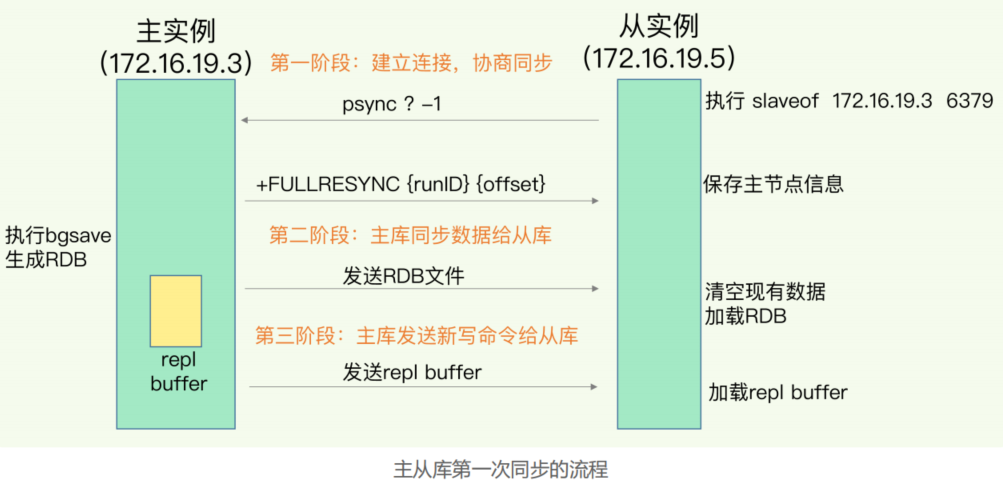 主实例
(172.16.19.3)
从实例
(172.16.19.5)
第一阶段：建立连接，协商同步
执行 slaveof 172.16.19.3 6379
psync ? -1
+FULLRESYNC {runID} {offset}
保存主节点信息
执行bgsave
生成RDB
第二阶段：主库同步数据给从库
发送RDB文件
清空现有数据
加载RDB
第三阶段：主库发送新写命令给从库
repl
buffer
发送repl buffer
加载repl buffer
主从库第一次同步的流程